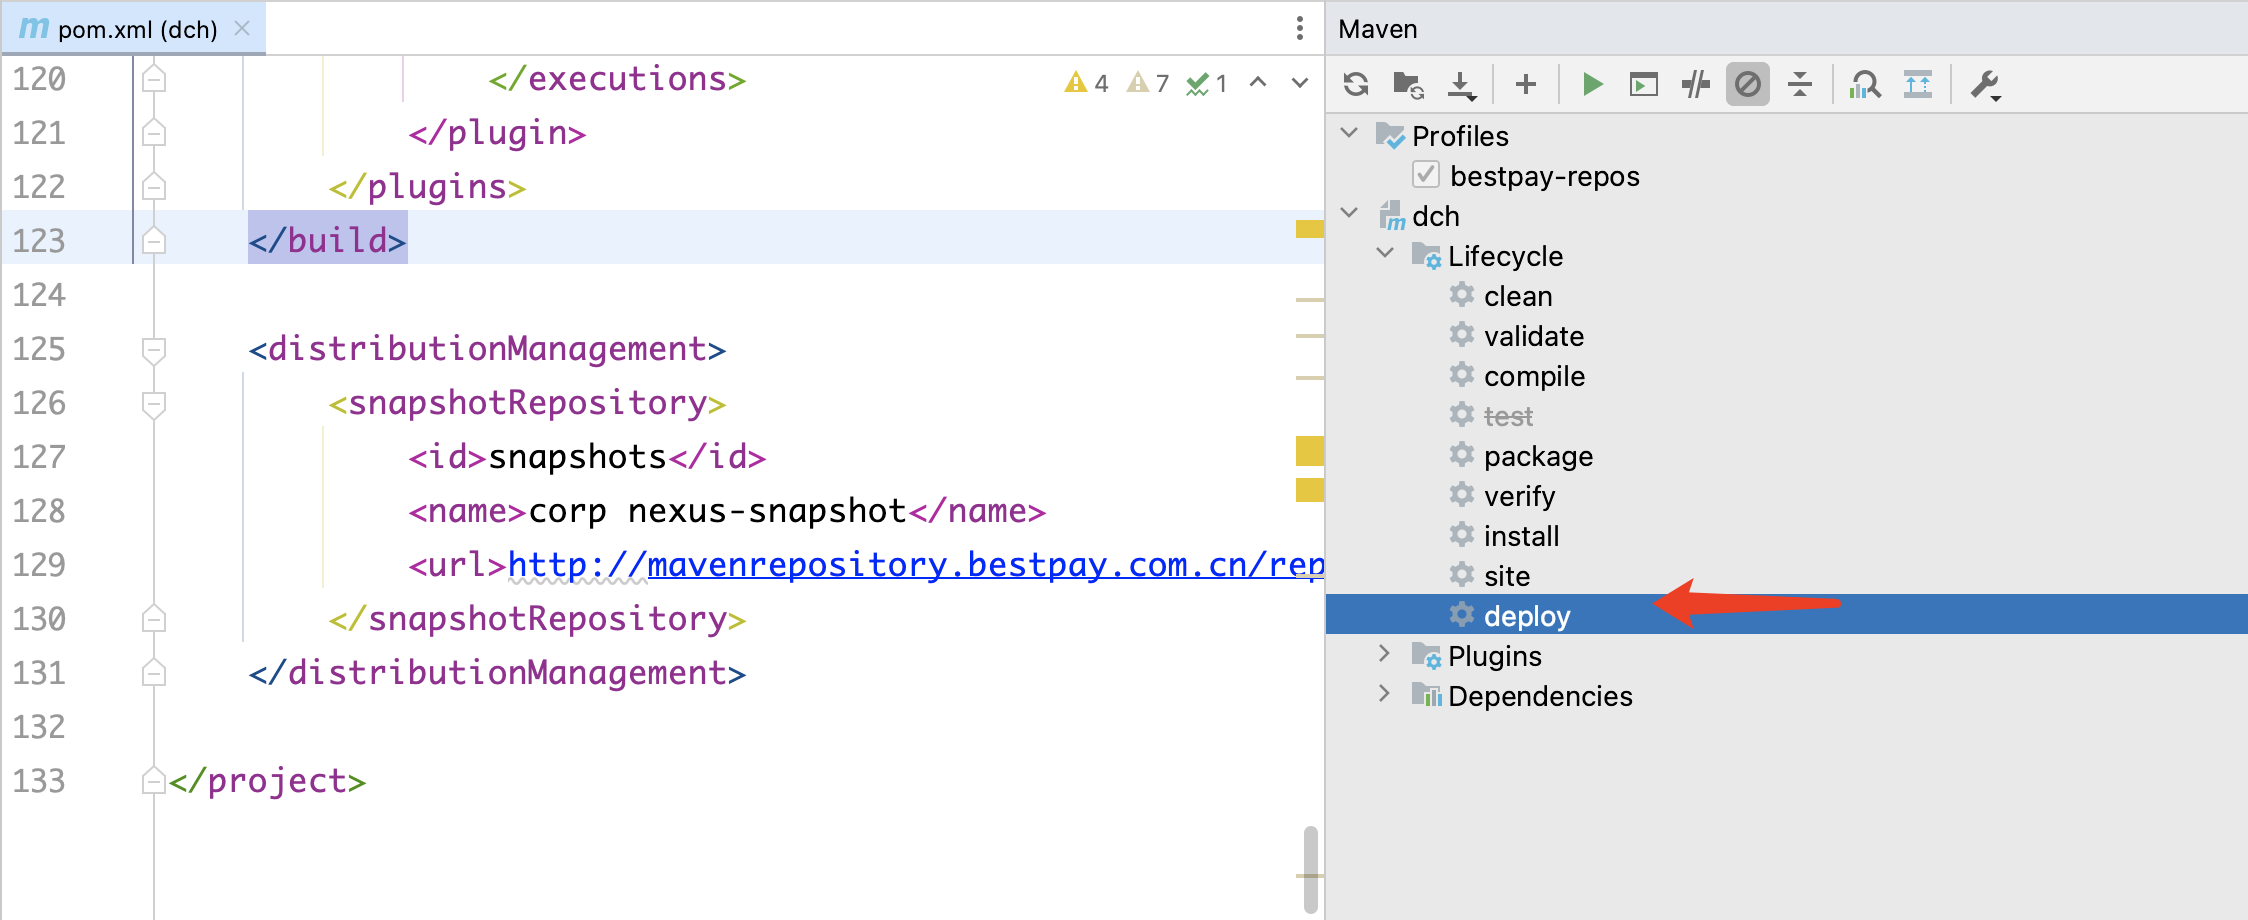 pom.xml (dch)
Maven
4 7 1
120 </executions>
121 </plugin>
122 </plugins>
123 </build>
124
125 <distributionManagement>
126 <snapshotRepository>
127 <id>snapshots</id>
128 <name>corp nexus-snapshot</name>
129 <url>http://mavenrepository.bestpay.com.cn/rep
130 </snapshotRepository>
131 </distributionManagement>
132
133 </project>
Profiles
bestpay-repos
dch
Lifecycle
clean
validate
compile
test
package
verify
install
site
deploy
Plugins
Dependencies